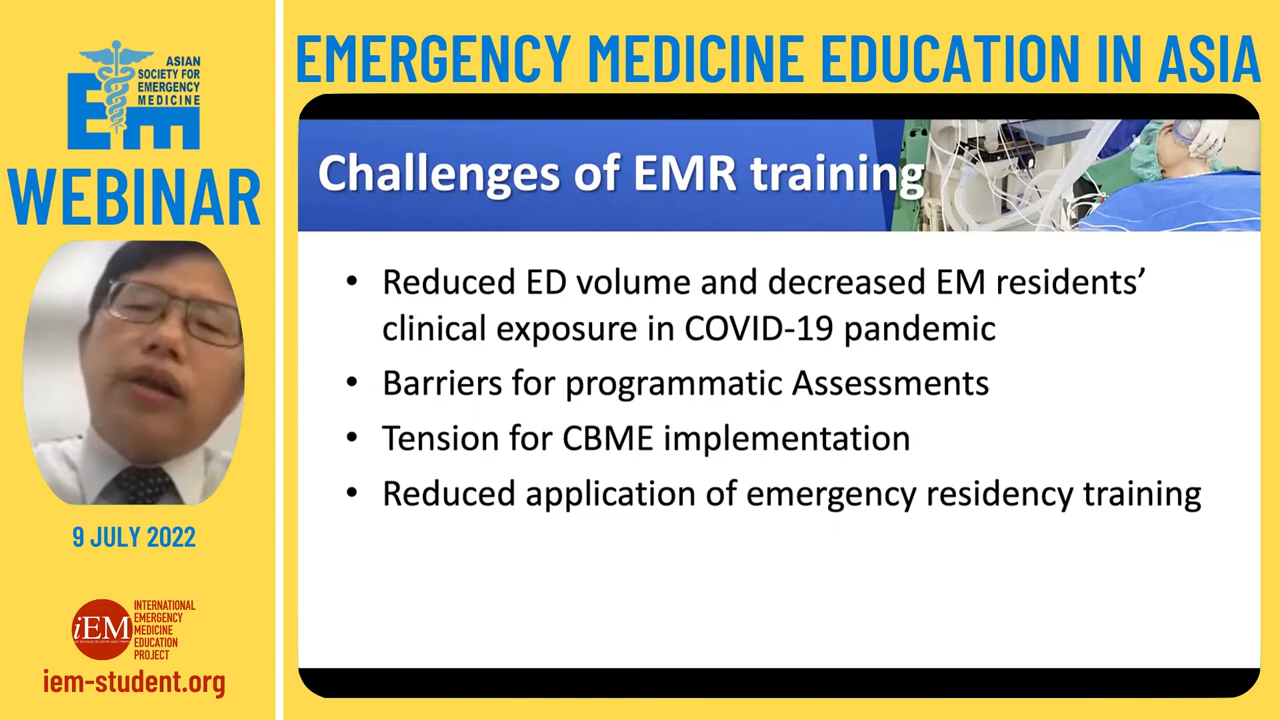 ASIAN
SOCIETY FOR
EMERGENCY
MEDICINE
EM
WEBINAR
9 JULY 2022
iEM
INTERNATIONAL
EMERGENCY
MEDICINE
EDUCATION
PROJECT
iem-student.org
EMERGENCY MEDICINE EDUCATION IN ASIA
Challenges of EMR training
• Reduced ED volume and decreased EM residents’
clinical exposure in COVID-19 pandemic
• Barriers for programmatic Assessments
• Tension for CBME implementation
• Reduced application of emergency residency training